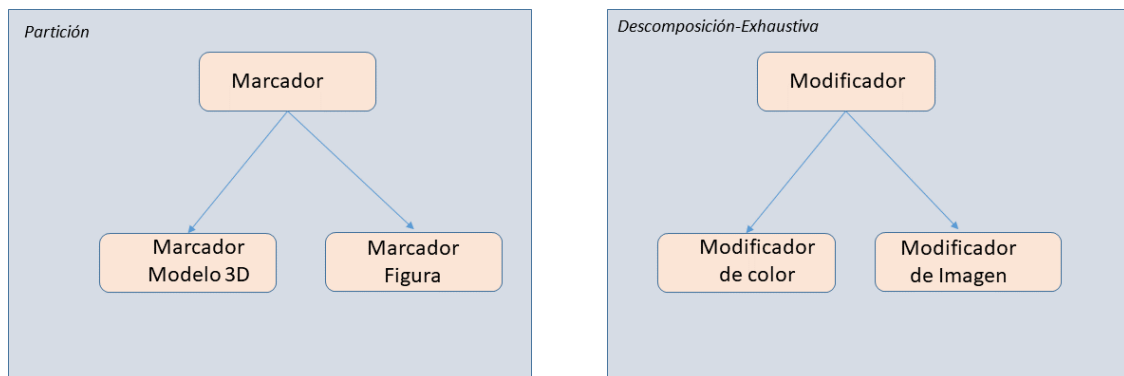 Partición
Marcador
Marcador
Modelo 3D
Marcador
Figura
Descomposición-Exhaustiva
Modificador
Modificador
de color
Modificador
de Imagen